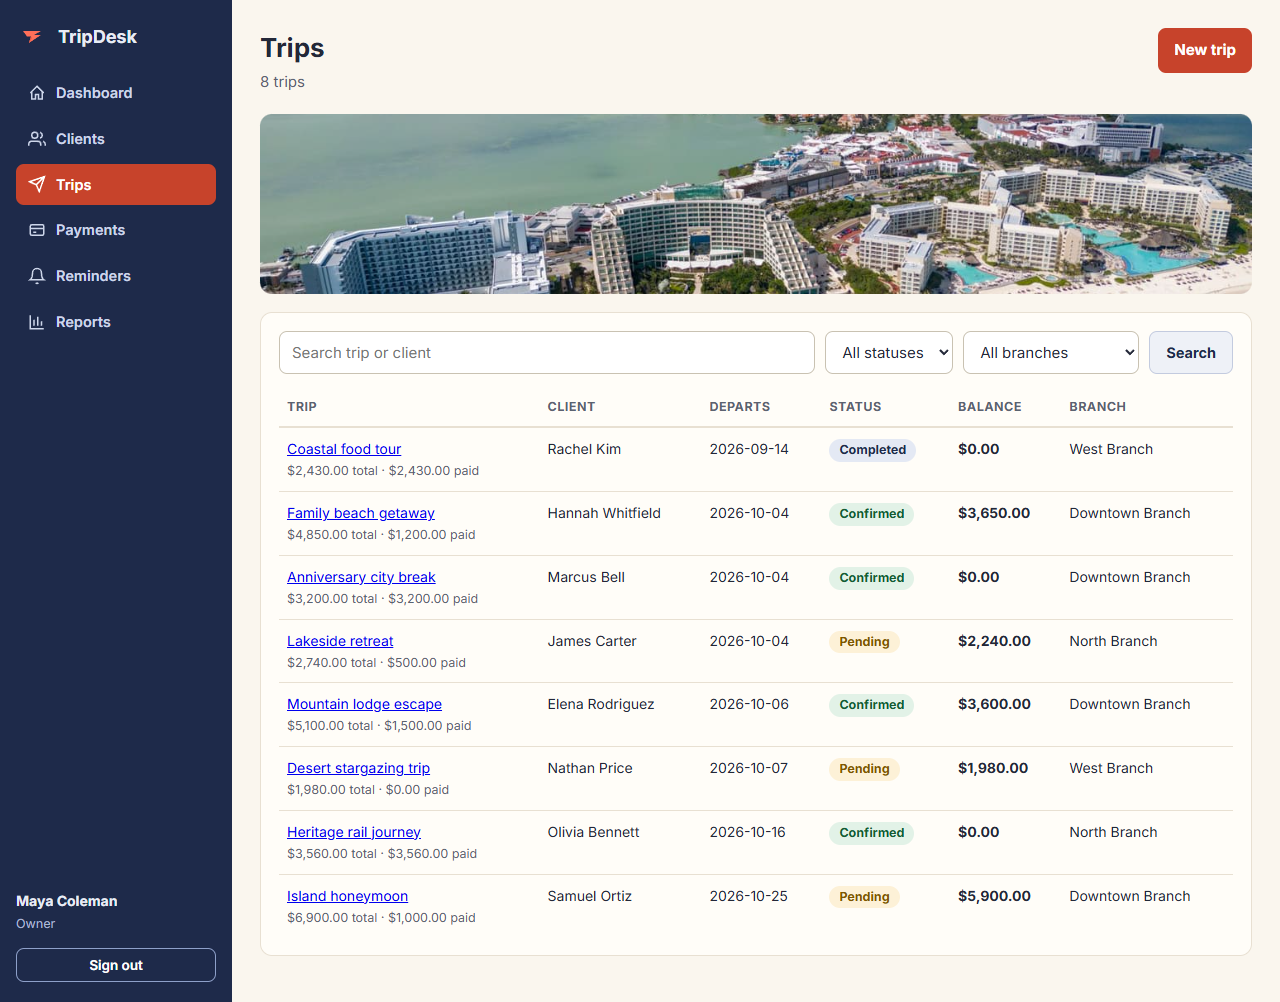 TripDesk
Dashboard
Clients
Trips
Payments
Reminders
Reports
Maya Coleman
Owner
Sign out
Trips
8 trips
New trip
Search trip or client
All statuses
All branches
Search
TRIP CLIENT DEPARTS STATUS BALANCE BRANCH
Coastal food tour Rachel Kim 2026-09-14 Completed $0.00 West Branch
$2,430.00 total · $2,430.00 paid
Family beach getaway Hannah Whitfield 2026-10-04 Confirmed $3,650.00 Downtown Branch
$4,850.00 total · $1,200.00 paid
Anniversary city break Marcus Bell 2026-10-04 Confirmed $0.00 Downtown Branch
$3,200.00 total · $3,200.00 paid
Lakeside retreat James Carter 2026-10-04 Pending $2,240.00 North Branch
$2,740.00 total · $500.00 paid
Mountain lodge escape Elena Rodriguez 2026-10-06 Confirmed $3,600.00 Downtown Branch
$5,100.00 total · $1,500.00 paid
Desert stargazing trip Nathan Price 2026-10-07 Pending $1,980.00 West Branch
$1,980.00 total · $0.00 paid
Heritage rail journey Olivia Bennett 2026-10-16 Confirmed $0.00 North Branch
$3,560.00 total · $3,560.00 paid
Island honeymoon Samuel Ortiz 2026-10-25 Pending $5,900.00 Downtown Branch
$6,900.00 total · $1,000.00 paid